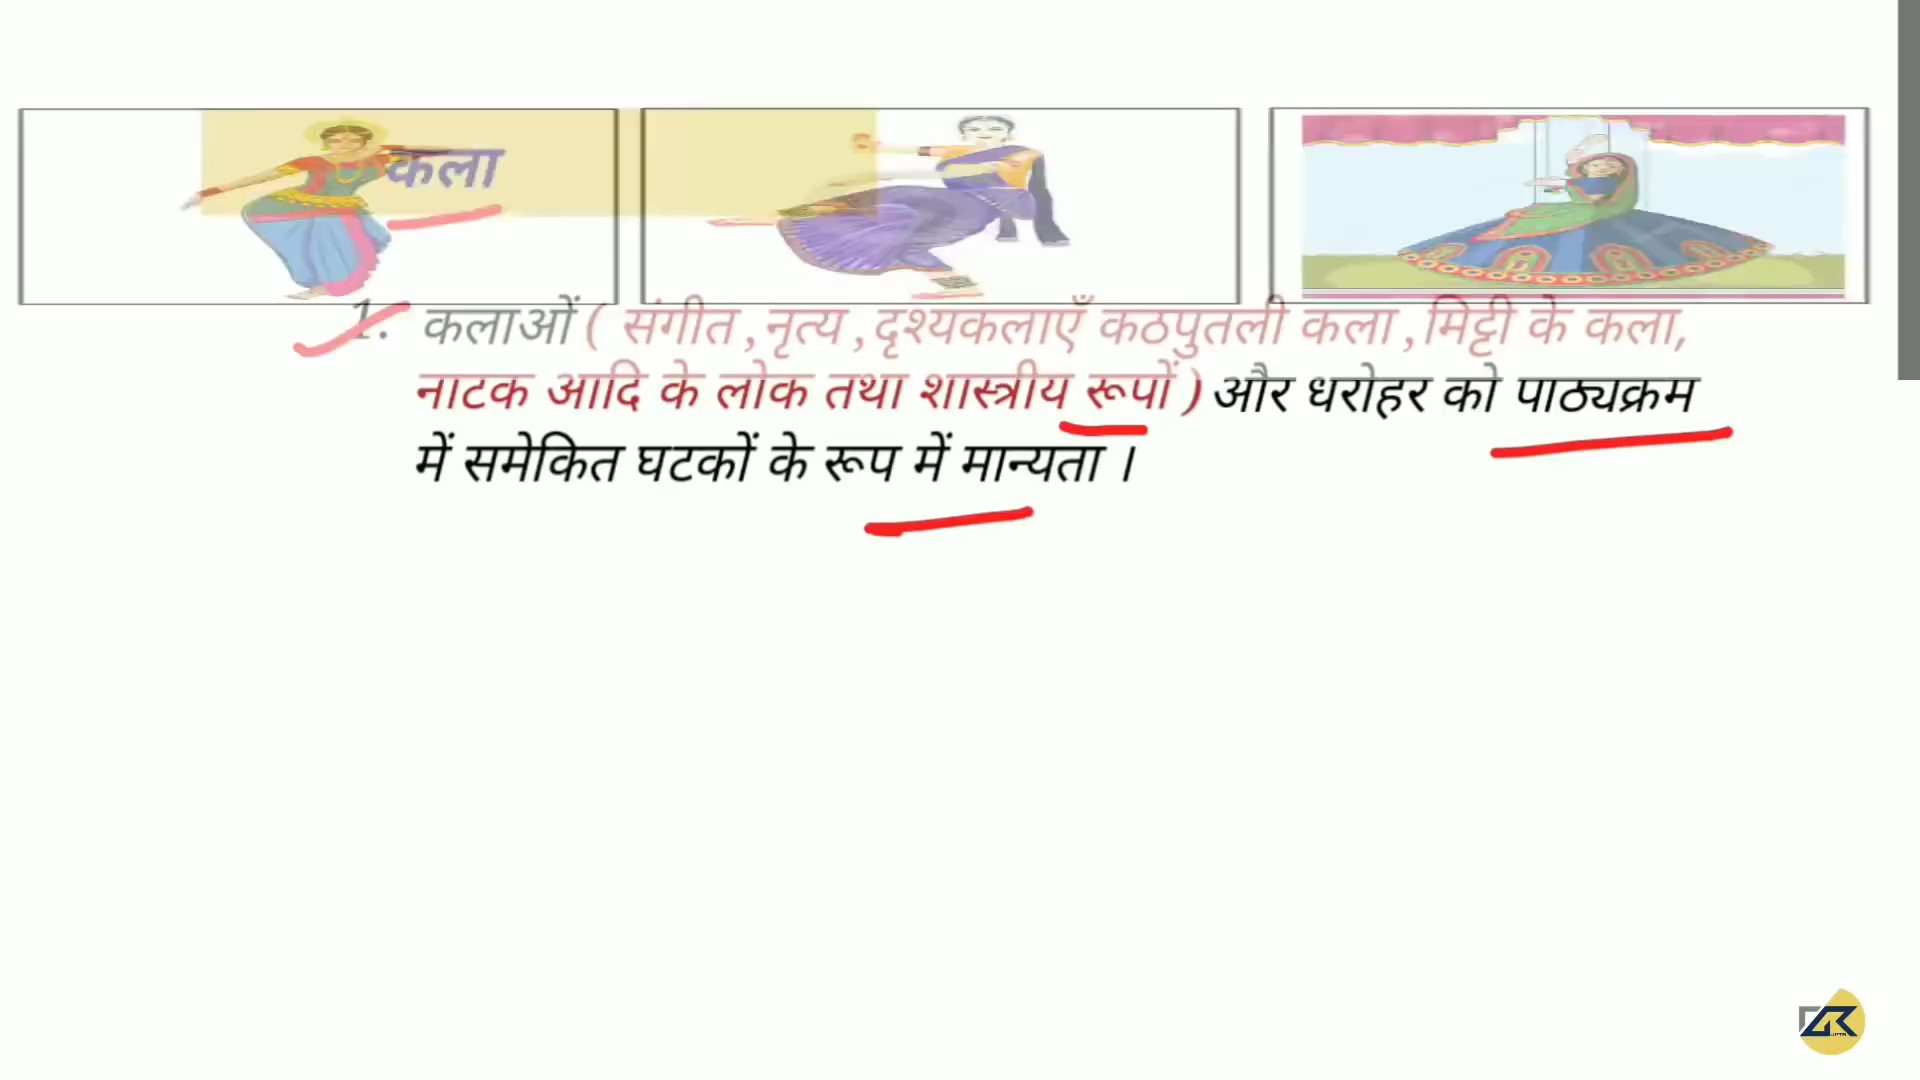 कला
1. कलाओं ( संगीत ,नृत्य ,दृश्यकलाएँ कठपुतली कला ,मिट्टी के कला,
नाटक आदि के लोक तथा शास्त्रीय रूपों ) और धरोहर को पाठ्यक्रम
में समेकित घटकों के रूप में मान्यता ।